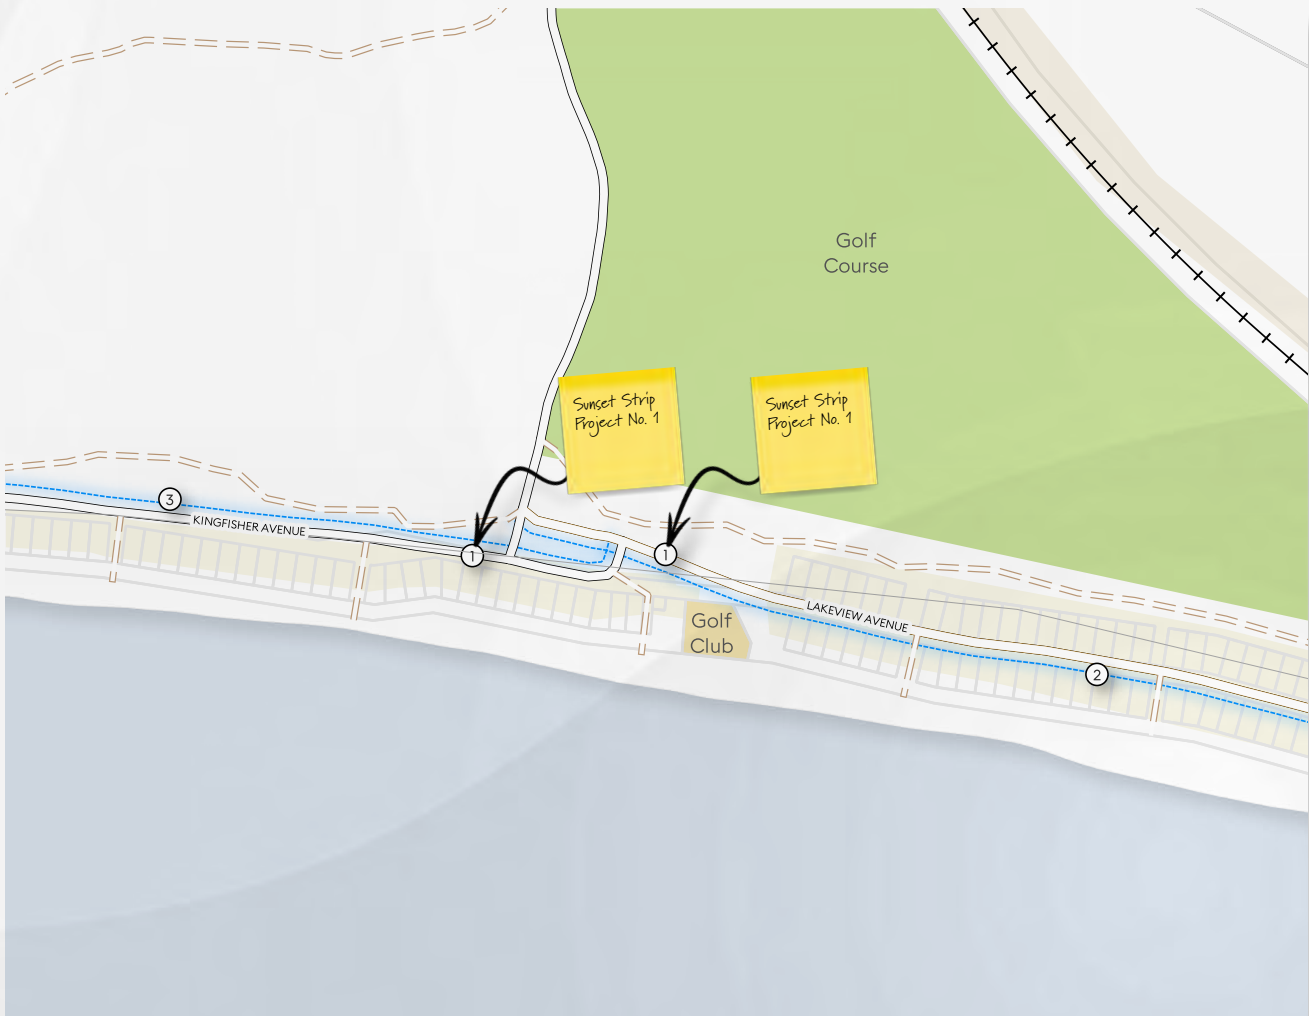 Golf
Course
Sunset Strip
Project No. 1
Sunset Strip
Project No. 1
3
KINGFISHER AVENUE
1
1
LAKEVIEW AVENUE
Golf
Club
2